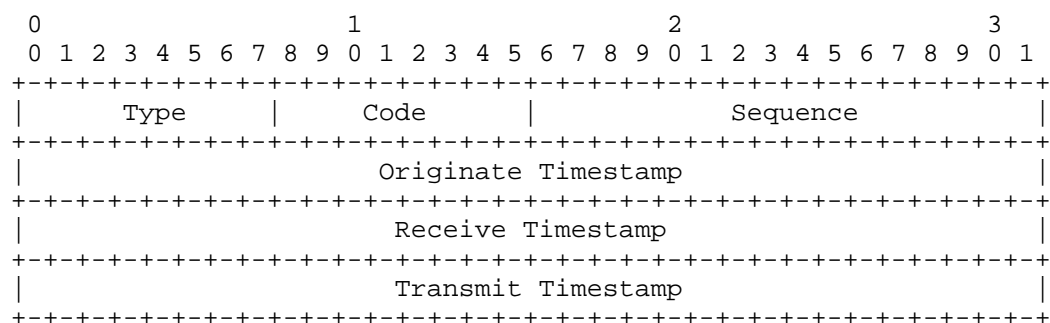 0                   1                   2                   3
 0 1 2 3 4 5 6 7 8 9 0 1 2 3 4 5 6 7 8 9 0 1 2 3 4 5 6 7 8 9 0 1
+-+-+-+-+-+-+-+-+-+-+-+-+-+-+-+-+-+-+-+-+-+-+-+-+-+-+-+-+-+-+-+-+
|      Type     |     Code      |            Sequence           |
+-+-+-+-+-+-+-+-+-+-+-+-+-+-+-+-+-+-+-+-+-+-+-+-+-+-+-+-+-+-+-+-+
|                      Originate Timestamp                      |
+-+-+-+-+-+-+-+-+-+-+-+-+-+-+-+-+-+-+-+-+-+-+-+-+-+-+-+-+-+-+-+-+
|                       Receive Timestamp                       |
+-+-+-+-+-+-+-+-+-+-+-+-+-+-+-+-+-+-+-+-+-+-+-+-+-+-+-+-+-+-+-+-+
|                       Transmit Timestamp                      |
+-+-+-+-+-+-+-+-+-+-+-+-+-+-+-+-+-+-+-+-+-+-+-+-+-+-+-+-+-+-+-+-+